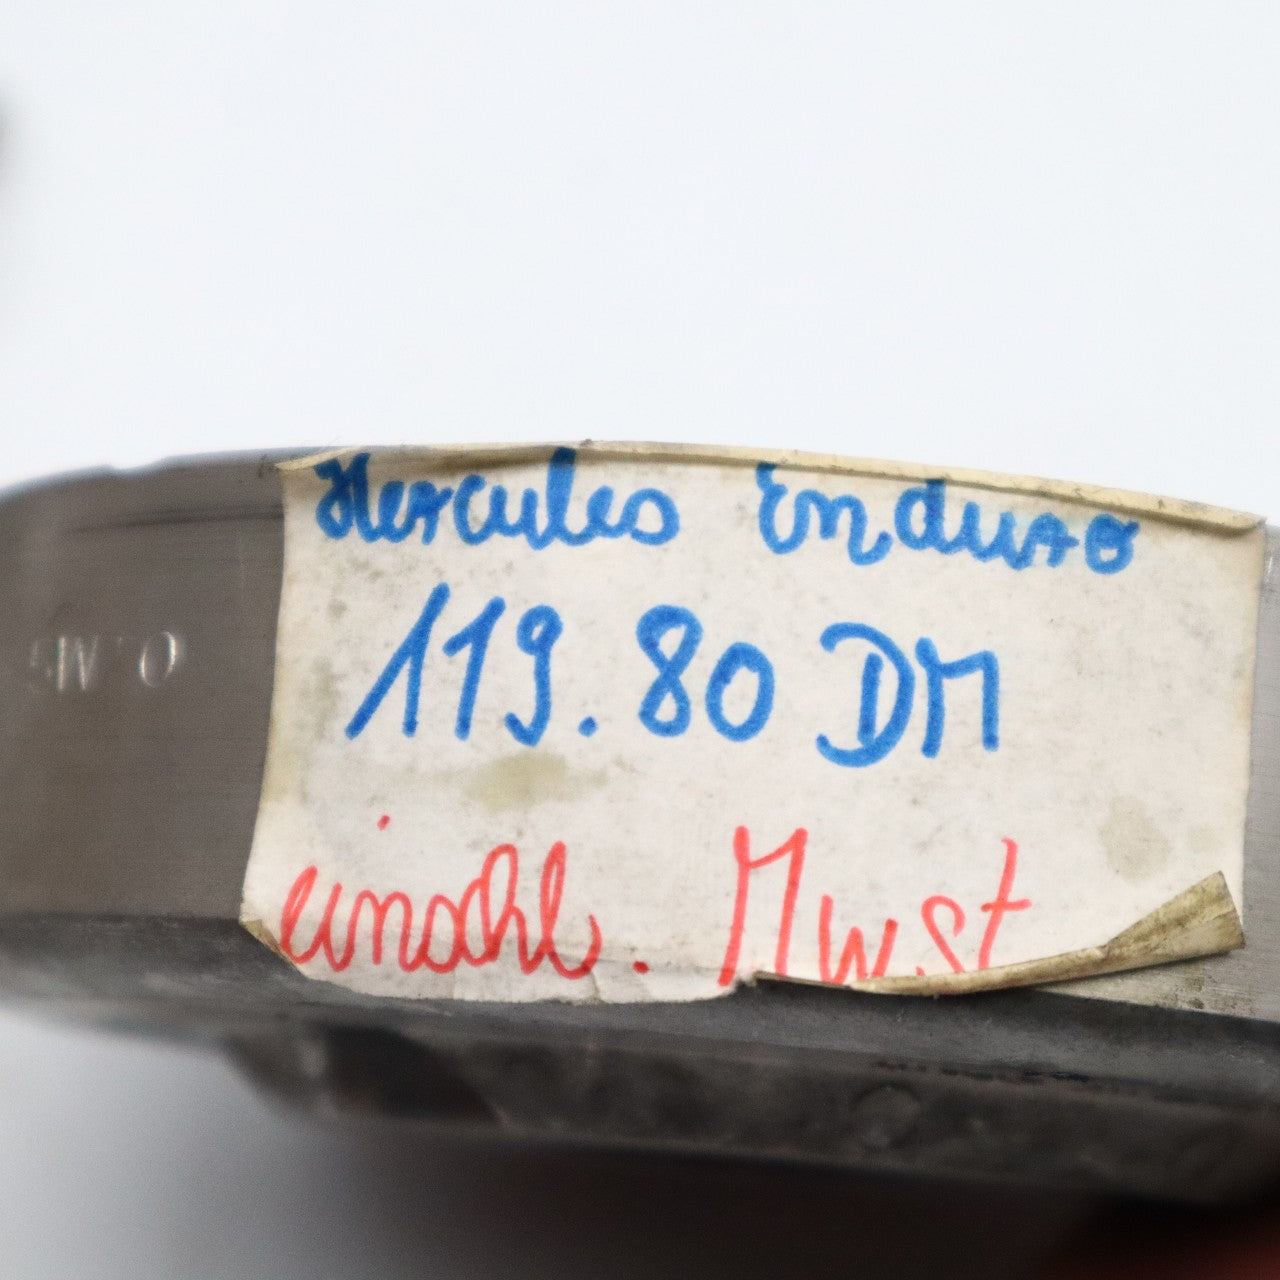 Hercules Enduro
119.80 DM
einschl. Mwst